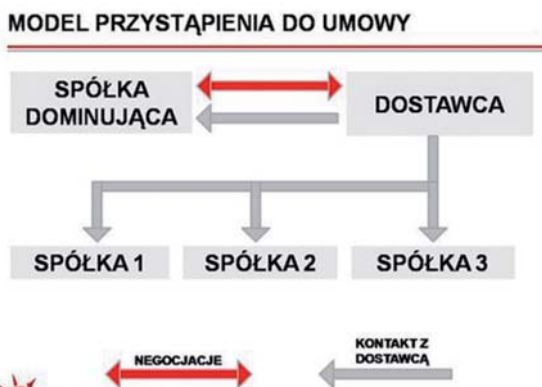 MODEL PRZYSTĄPIENIA DO UMOWY
SPÓŁKA
DOMINUJĄCA
DOSTAWCA
SPÓŁKA 1
SPÓŁKA 2
SPÓŁKA 3
NEGOCJACJE
KONTAKT Z
DOSTAWCĄ